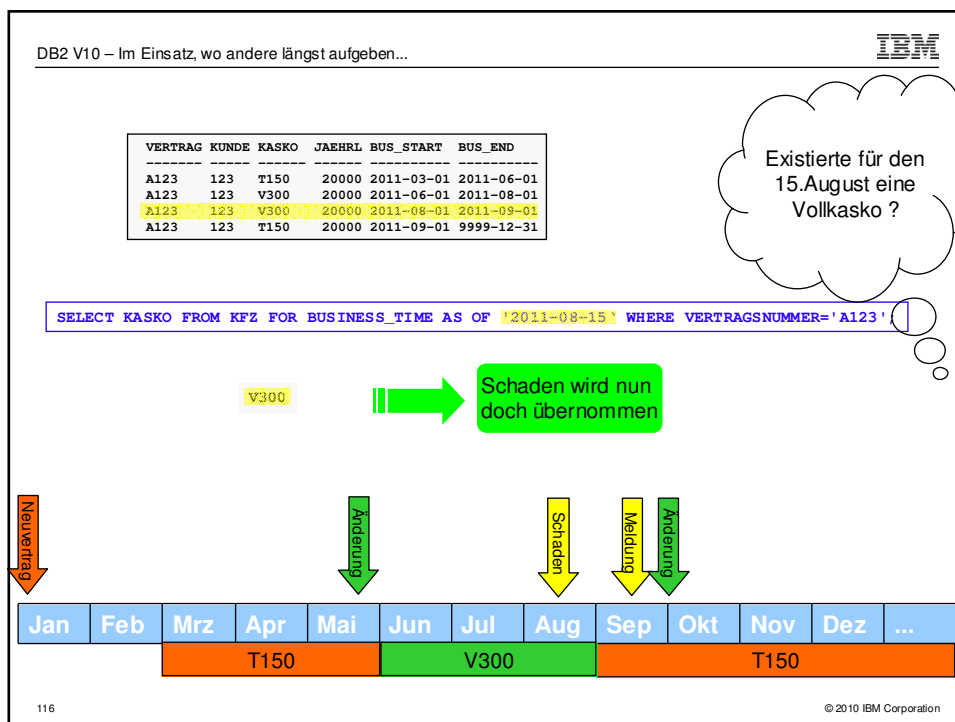 DB2 V10 – Im Einsatz, wo andere längst aufgeben...
IBM
VERTRAG KUNDE KASKO JAEHRL BUS_START BUS_END
------- ----- ------ ------ ---------- ----------
A123 123 T150 20000 2011-03-01 2011-06-01
A123 123 V300 20000 2011-06-01 2011-08-01
A123 123 V300 20000 2011-08-01 2011-09-01
A123 123 T150 20000 2011-09-01 9999-12-31
Existierte für den
15.August eine
Vollkasko ?
SELECT KASKO FROM KFZ FOR BUSINESS_TIME AS OF '2011-08-15' WHERE VERTRAGSNUMMER='A123';
V300
Schaden wird nun
doch übernommen
Neuvertrag
Änderung
Schaden
Meldung
Änderung
Jan Feb Mrz Apr Mai Jun Jul Aug Sep Okt Nov Dez ...
T150 V300 T150
116
© 2010 IBM Corporation